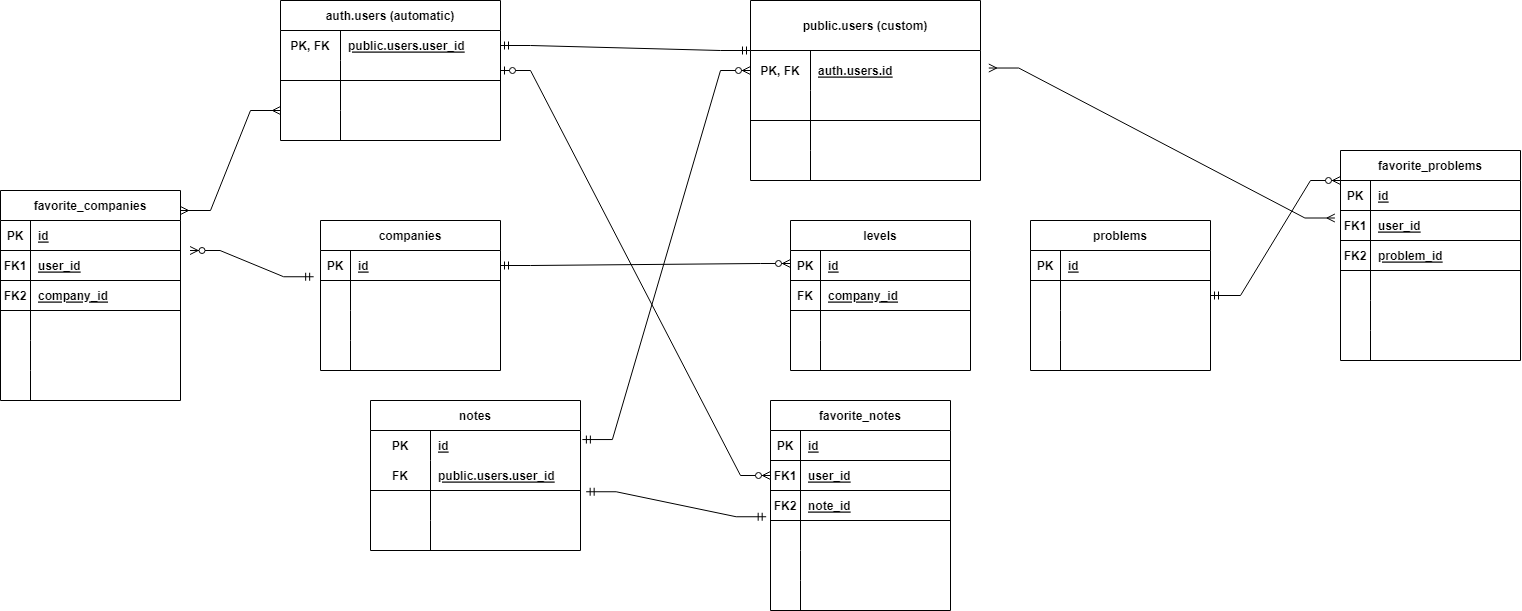 auth.users (automatic)
PK, FK public.users.user_id
public.users (custom)
PK, FK auth.users.id
favorite_companies
PK id
FK1 user_id
FK2 company_id
companies
PK id
levels
PK id
FK company_id
problems
PK id
favorite_problems
PK id
FK1 user_id
FK2 problem_id
notes
PK id
FK public.users.user_id
favorite_notes
PK id
FK1 user_id
FK2 note_id